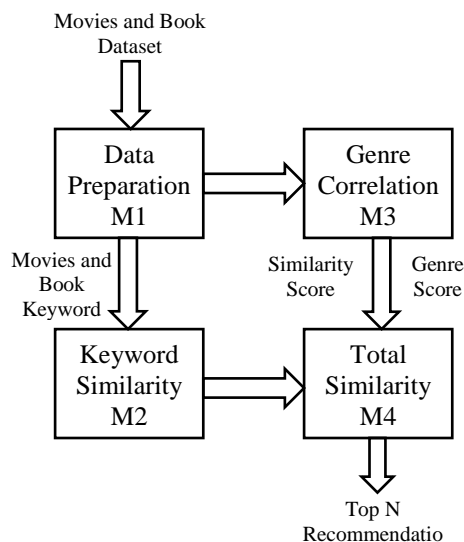 Movies and Book
Dataset
Data
Preparation
M1
Genre
Correlation
M3
Movies and
Book
Keyword
Similarity
Score
Genre
Score
Keyword
Similarity
M2
Total
Similarity
M4
Top N
Recommendatio